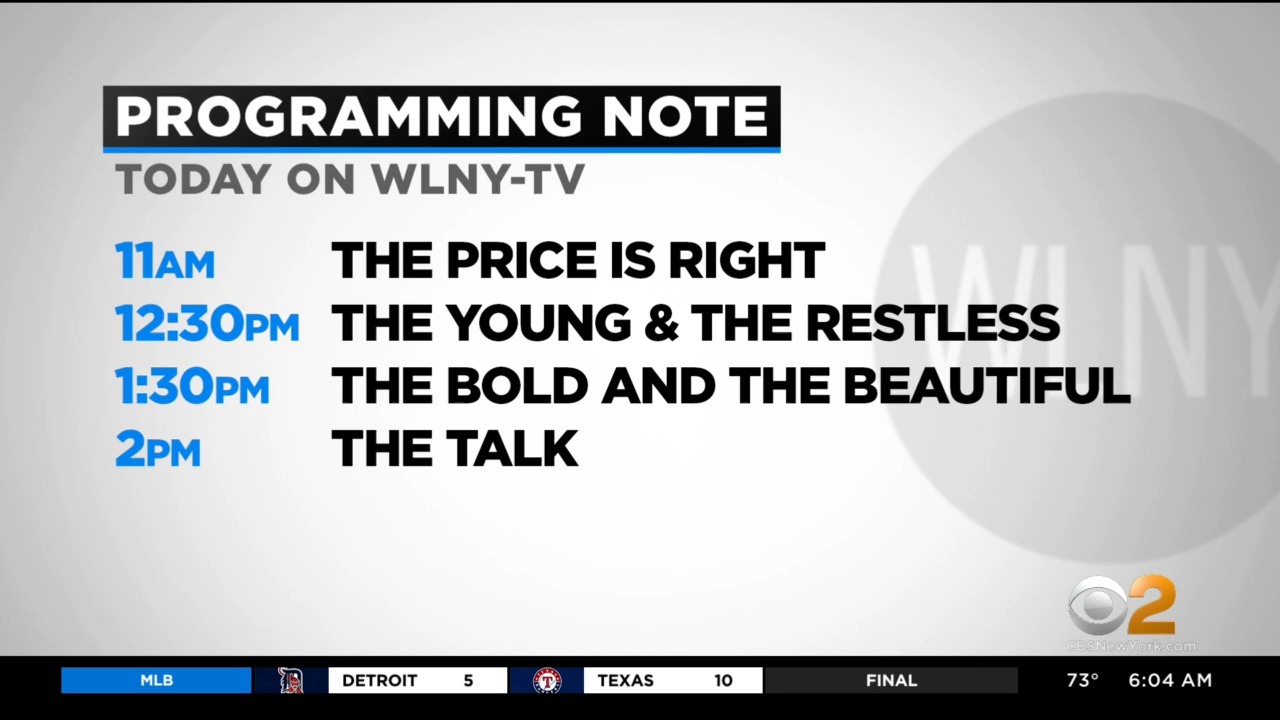 PROGRAMMING NOTE
TODAY ON WLNY-TV
11AM THE PRICE IS RIGHT
12:30PM THE YOUNG & THE RESTLESS
1:30PM THE BOLD AND THE BEAUTIFUL
2PM THE TALK
WLNY
2
CBSNewYork.com
MLB D DETROIT 5 T TEXAS 10 FINAL 73° 6:04 AM